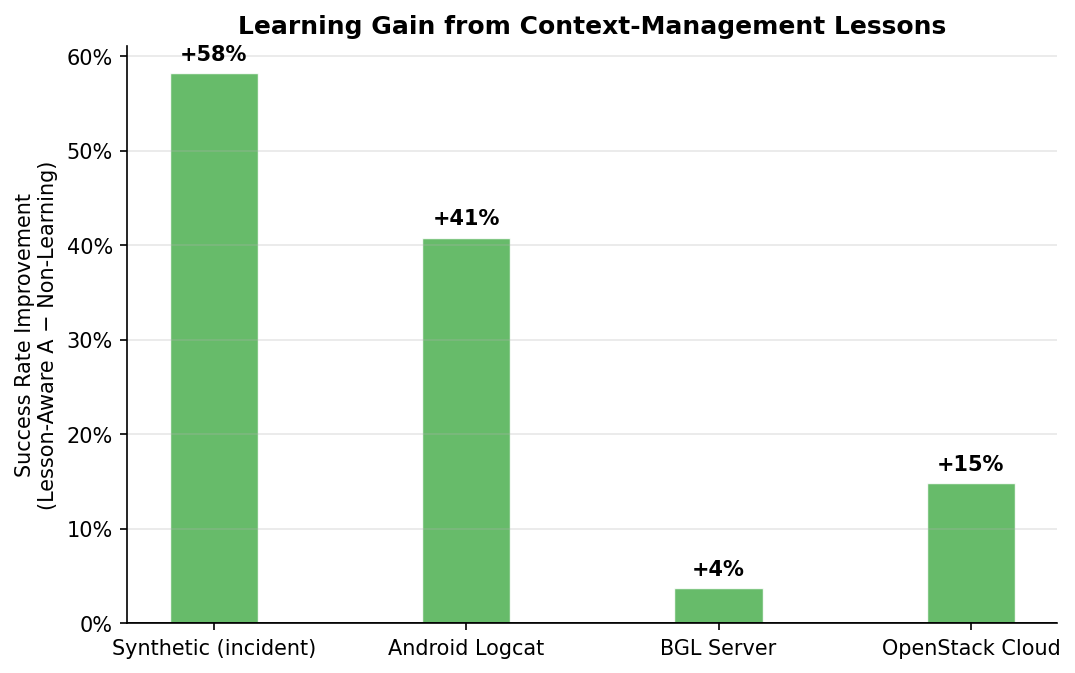 Learning Gain from Context-Management Lessons
Success Rate Improvement
(Lesson-Aware A − Non-Learning)
60%
50%
40%
30%
20%
10%
0%
+58%
+41%
+4%
+15%
Synthetic (incident)
Android Logcat
BGL Server
OpenStack Cloud